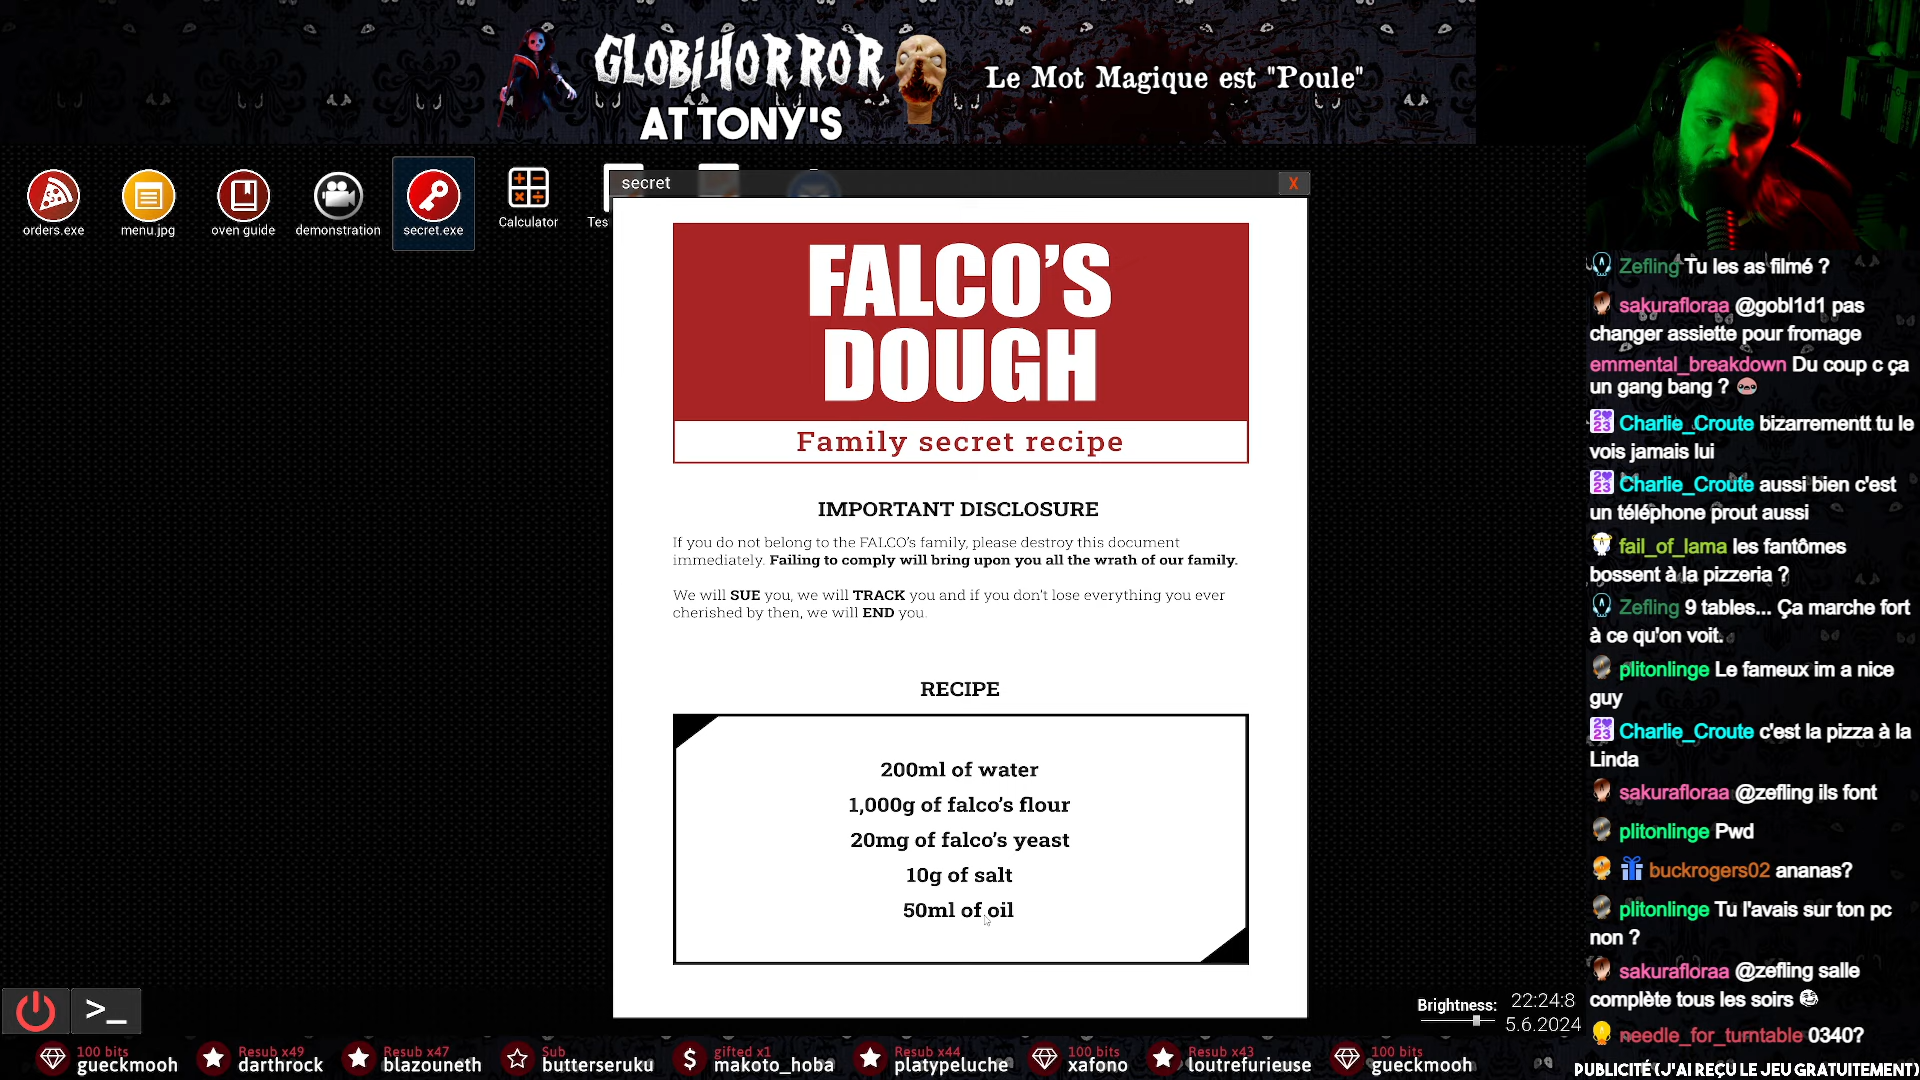 GLOBIHORROR
AT TONY'S
Le Mot Magique est "Poule"
orders.exe
menu.jpg
oven guide
demonstration
secret.exe
Calculator
Tes
secret
X
FALCO'S
DOUGH
Family secret recipe
IMPORTANT DISCLOSURE
If you do not belong to the FALCO's family, please destroy this document
immediately. Failing to comply will bring upon you all the wrath of our family.
We will SUE you, we will TRACK you and if you don't lose everything you ever
cherished by then, we will END you.
RECIPE
200ml of water
1,000g of falco's flour
20mg of falco's yeast
10g of salt
50ml of oil
Zefling Tu les as filmé ?
sakurafloraa @gobl1d1 pas
changer assiette pour fromage
emmental_breakdown Du coup c ça
un gang bang ?
Charlie_Croute bizarrementt tu le
vois jamais lui
Charlie_Croute aussi bien c'est
un téléphone prout aussi
fail_of_lama les fantômes
bossent à la pizzeria ?
Zefling 9 tables... Ça marche fort
à ce qu'on voit.
plitonlinge Le fameux im a nice
guy
Charlie_Croute c'est la pizza à la
Linda
sakurafloraa @zefling ils font
plitonlinge Pwd
buckrogers02 ananas?
plitonlinge Tu l'avais sur ton pc
non ?
sakurafloraa @zefling salle
complète tous les soirs
needle_for_turntable 0340?
>_
Brightness:
22:24:8
5.6.2024
100 bits
gueckmooh
Resub x49
darthrock
Resub x47
blazouneth
Sub
butterseruku
gifted x1
makoto_hoba
Resub x44
platypeluche
100 bits
xafono
Resub x43
loutrefurieuse
100 bits
gueckmooh
PUBLICITÉ (J'AI REÇU LE JEU GRATUITEMENT)